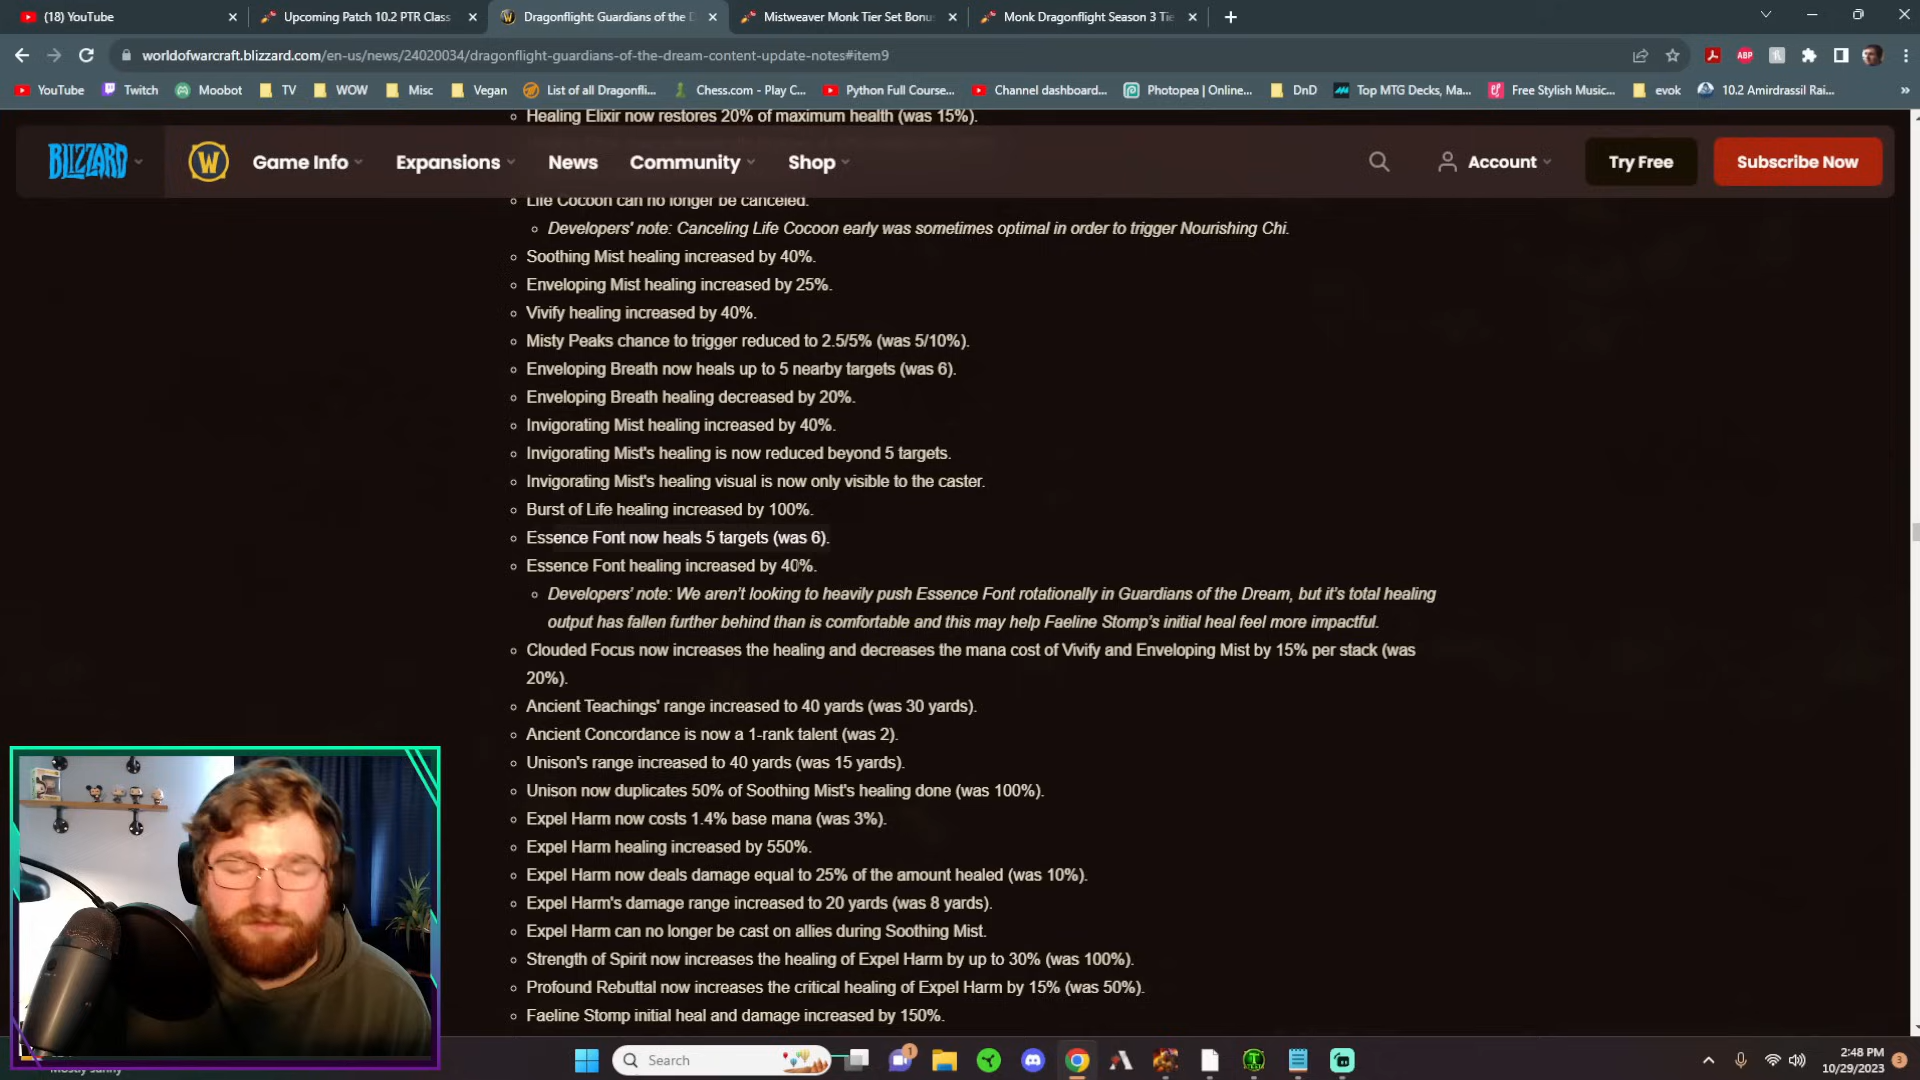 (18) YouTube
Upcoming Patch 10.2 PTR Class
Dragonflight: Guardians of the D
Mistweaver Monk Tier Set Bonu
Monk Dragonflight Season 3 Tie
worldofwarcraft.blizzard.com/en-us/news/24020034/dragonflight-guardians-of-the-dream-content-update-notes#item9
YouTube
Twitch
Moobot
TV
WOW
Misc
Vegan
List of all Dragonfli...
Chess.com - Play C...
Python Full Course...
Channel dashboard...
Photopea | Online...
DnD
Top MTG Decks, Ma...
Free Stylish Music...
evok
10.2 Amirdrassil Rai...
Healing Elixir now restores 20% of maximum health (was 15%).
BLIZZARD
Game Info
Expansions
News
Community
Shop
Account
Try Free
Subscribe Now
Life Cocoon can no longer be canceled.
Developers' note: Canceling Life Cocoon early was sometimes optimal in order to trigger Nourishing Chi.
Soothing Mist healing increased by 40%.
Enveloping Mist healing increased by 25%.
Vivify healing increased by 40%.
Misty Peaks chance to trigger reduced to 2.5/5% (was 5/10%).
Enveloping Breath now heals up to 5 nearby targets (was 6).
Enveloping Breath healing decreased by 20%.
Invigorating Mist healing increased by 40%.
Invigorating Mist's healing is now reduced beyond 5 targets.
Invigorating Mist's healing visual is now only visible to the caster.
Burst of Life healing increased by 100%.
Essence Font now heals 5 targets (was 6).
Essence Font healing increased by 40%.
Developers' note: We aren't looking to heavily push Essence Font rotationally in Guardians of the Dream, but it's total healing
output has fallen further behind than is comfortable and this may help Faeline Stomp's initial heal feel more impactful.
Clouded Focus now increases the healing and decreases the mana cost of Vivify and Enveloping Mist by 15% per stack (was
20%).
Ancient Teachings' range increased to 40 yards (was 30 yards).
Ancient Concordance is now a 1-rank talent (was 2).
Unison's range increased to 40 yards (was 15 yards).
Unison now duplicates 50% of Soothing Mist's healing done (was 100%).
Expel Harm now costs 1.4% base mana (was 3%).
Expel Harm healing increased by 550%.
Expel Harm now deals damage equal to 25% of the amount healed (was 10%).
Expel Harm's damage range increased to 20 yards (was 8 yards).
Expel Harm can no longer be cast on allies during Soothing Mist.
Strength of Spirit now increases the healing of Expel Harm by up to 30% (was 100%).
Profound Rebuttal now increases the critical healing of Expel Harm by 15% (was 50%).
Faeline Stomp initial heal and damage increased by 150%.
Mostly sunny
Search
1
2:48 PM
10/29/2023
3